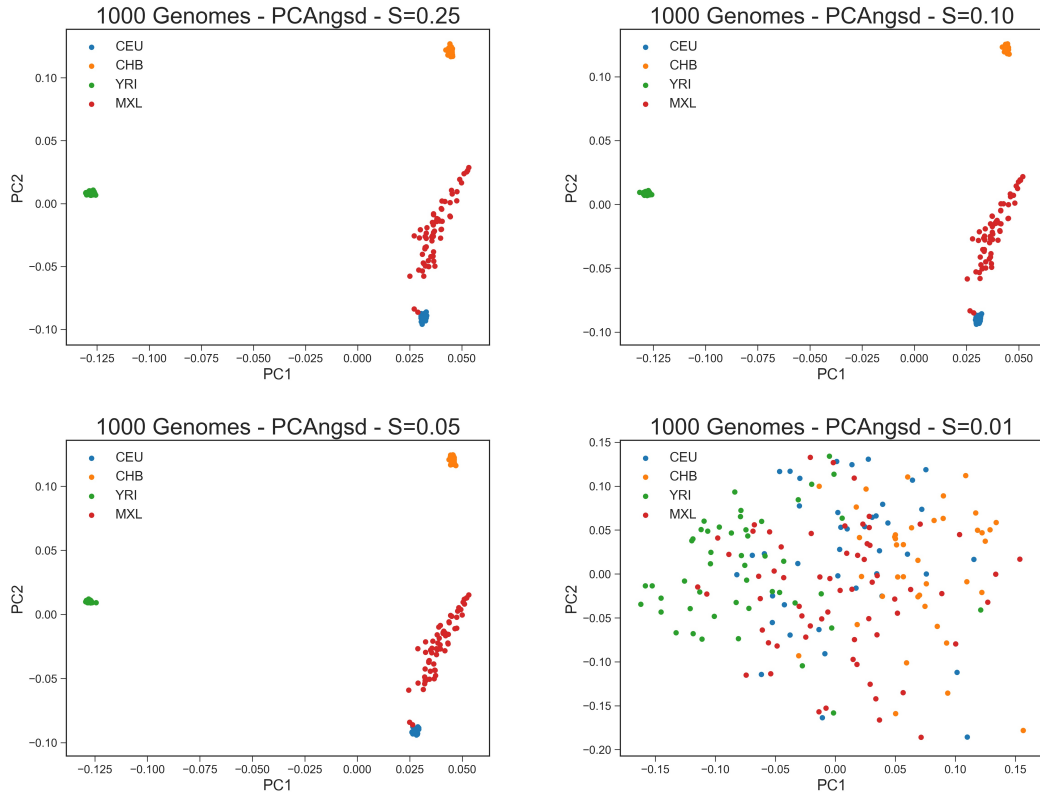 1000 Genomes - PCAngsd - S=0.25
CEU
CHB
YRI
MXL
0.10
0.05
0.00
−0.05
−0.10
PC2
−0.125 −0.100 −0.075 −0.050 −0.025 0.000 0.025 0.050
PC1
1000 Genomes - PCAngsd - S=0.10
CEU
CHB
YRI
MXL
0.10
0.05
0.00
−0.05
−0.10
PC2
−0.125 −0.100 −0.075 −0.050 −0.025 0.000 0.025 0.050
PC1
1000 Genomes - PCAngsd - S=0.05
CEU
CHB
YRI
MXL
0.10
0.05
0.00
−0.05
−0.10
PC2
−0.125 −0.100 −0.075 −0.050 −0.025 0.000 0.025 0.050
PC1
1000 Genomes - PCAngsd - S=0.01
CEU
CHB
YRI
MXL
0.15
0.10
0.05
0.00
−0.05
−0.10
−0.15
−0.20
PC2
−0.15 −0.10 −0.05 0.00 0.05 0.10 0.15
PC1